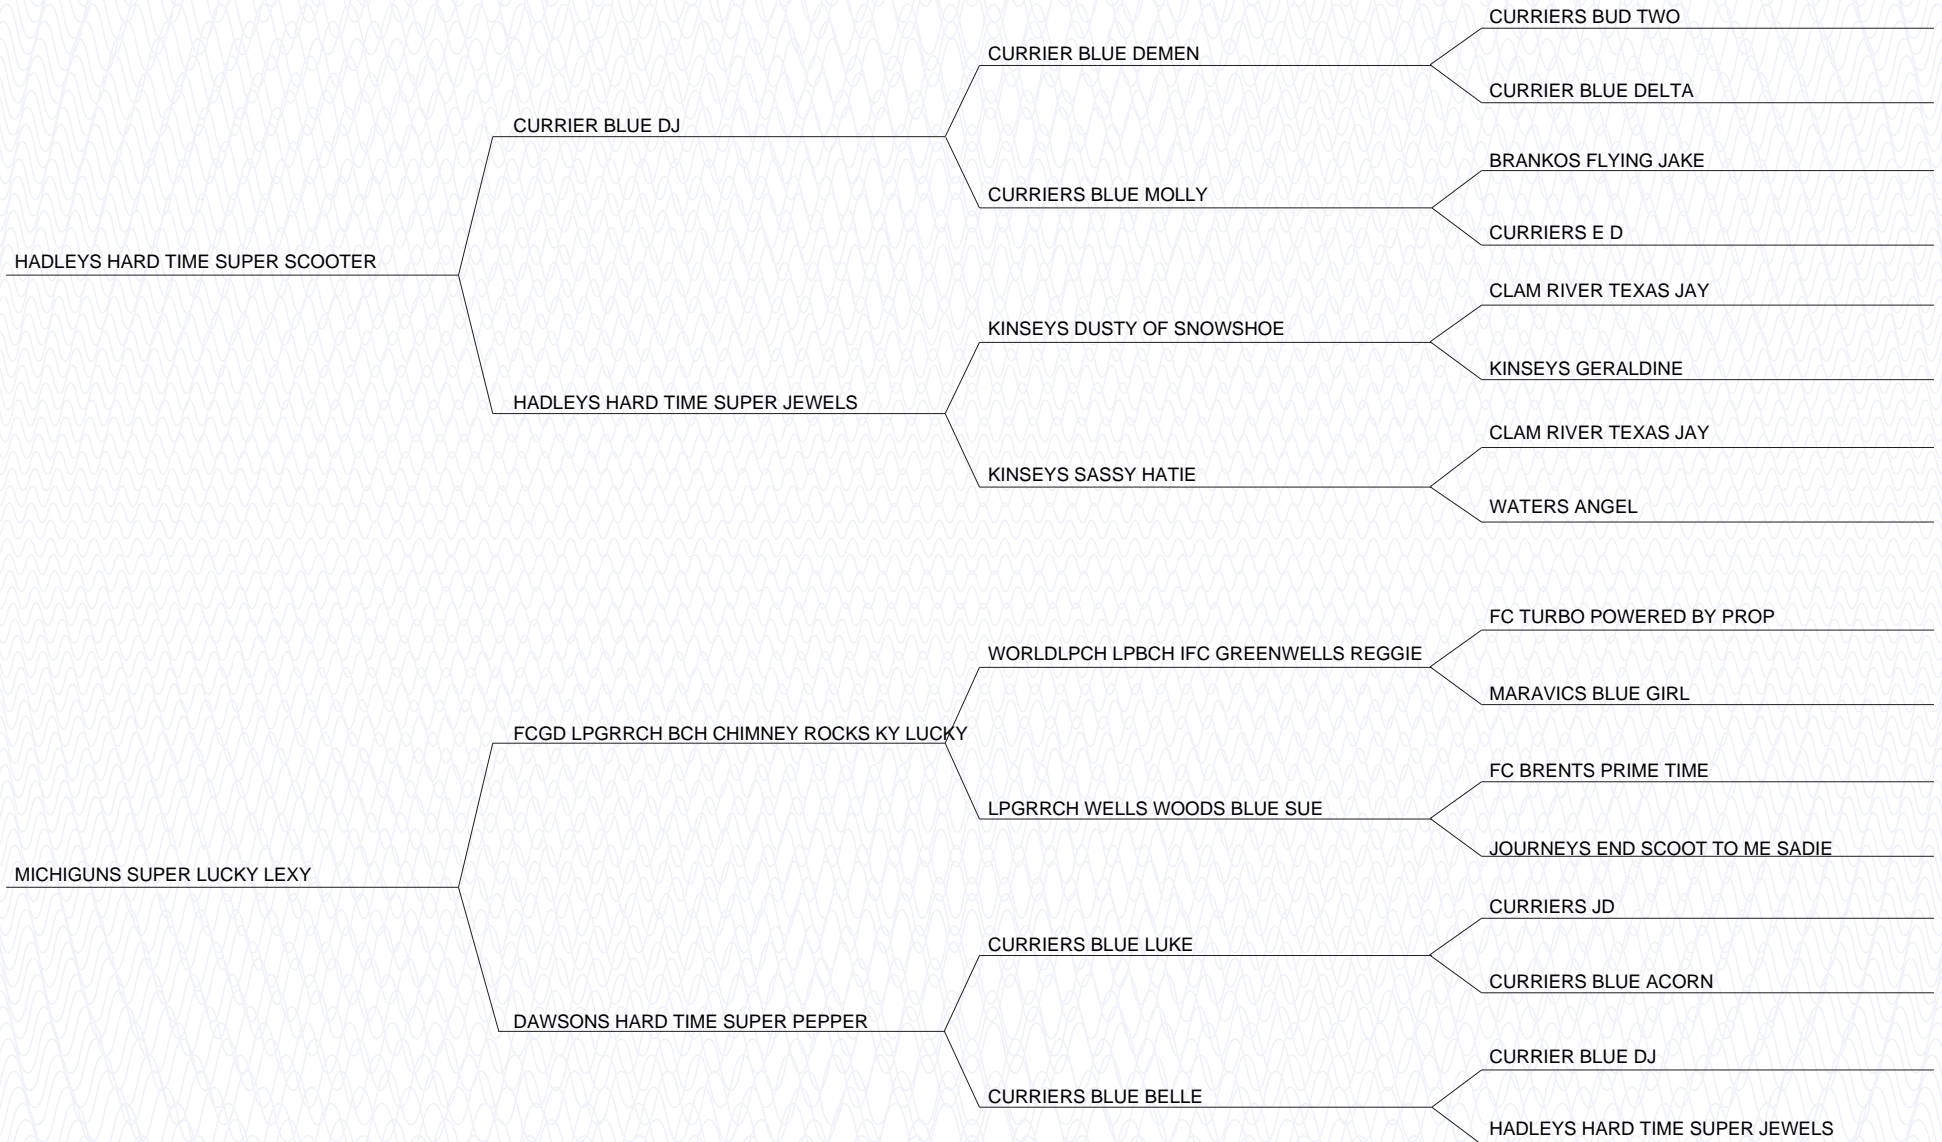 CURRIERS BUD TWO
CURRIER BLUE DEMEN
CURRIER BLUE DELTA
CURRIER BLUE DJ
BRANKOS FLYING JAKE
CURRIERS BLUE MOLLY
CURRIERS E D
HADLEYS HARD TIME SUPER SCOOTER
CLAM RIVER TEXAS JAY
KINSEYS DUSTY OF SNOWSHOE
KINSEYS GERALDINE
HADLEYS HARD TIME SUPER JEWELS
CLAM RIVER TEXAS JAY
KINSEYS SASSY HATIE
WATERS ANGEL
FC TURBO POWERED BY PROP
WORLDLPCH LPBCH IFC GREENWELLS REGGIE
MARAVICS BLUE GIRL
FCGD LPGRRCH BCH CHIMNEY ROCKS KY LUCKY
FC BRENTS PRIME TIME
LPGRRCH WELLS WOODS BLUE SUE
JOURNEYS END SCOOT TO ME SADIE
MICHIGUNS SUPER LUCKY LEXY
CURRIERS JD
CURRIERS BLUE LUKE
CURRIERS BLUE ACORN
DAWSONS HARD TIME SUPER PEPPER
CURRIER BLUE DJ
CURRIERS BLUE BELLE
HADLEYS HARD TIME SUPER JEWELS